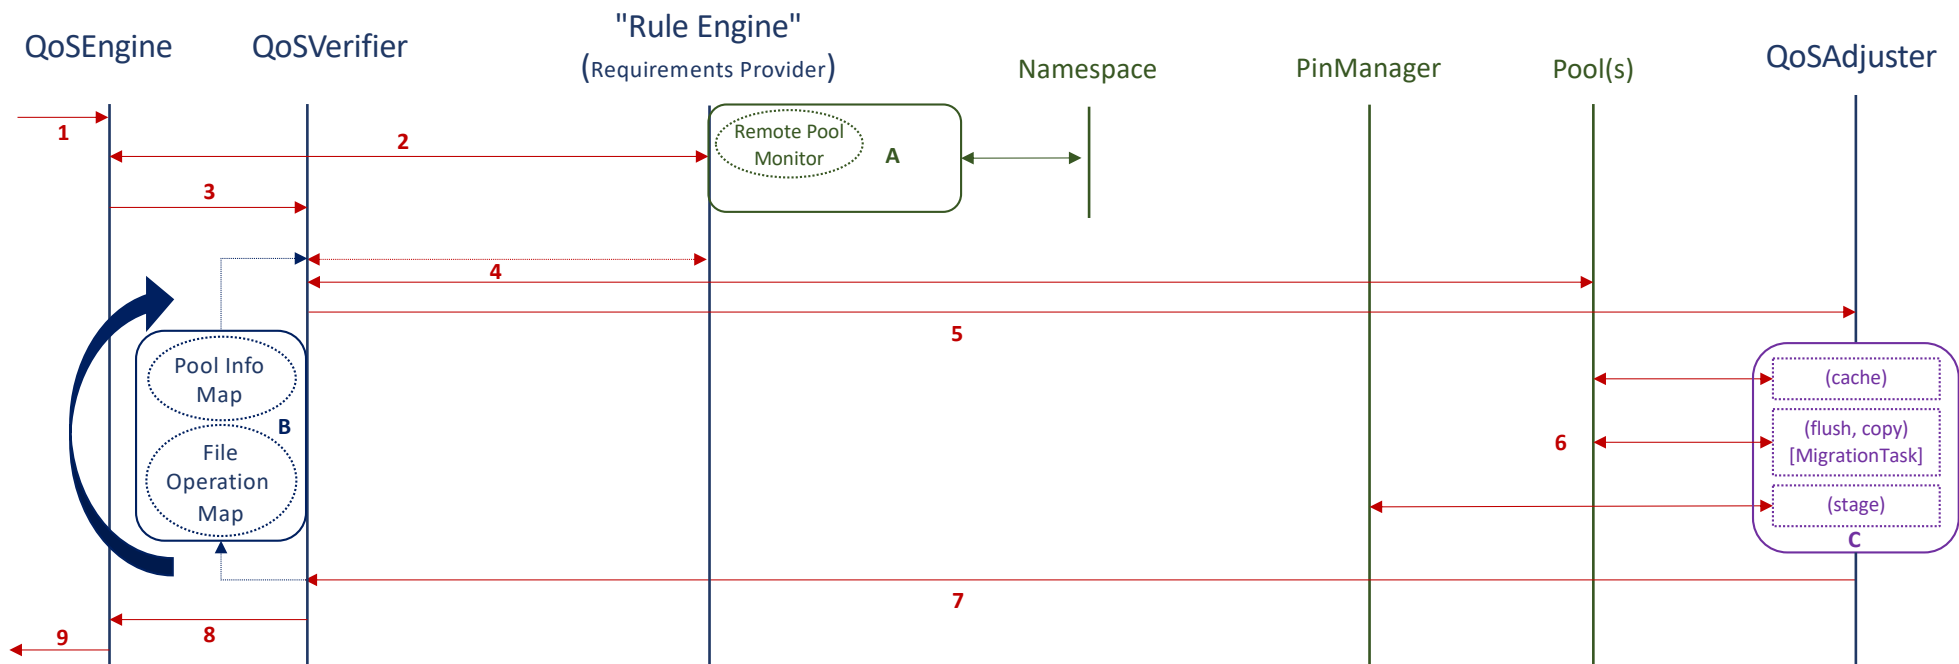 QoSEngine
QoSVerifier
"Rule Engine"
(Requirements Provider)
Namespace
PinManager
Pool(s)
QoSAdjuster
1
2
Remote Pool
Monitor
A
3
4
5
Pool Info
Map
B
File
Operation
Map
(cache)
6
(flush, copy)
[MigrationTask]
(stage)
C
7
8
9